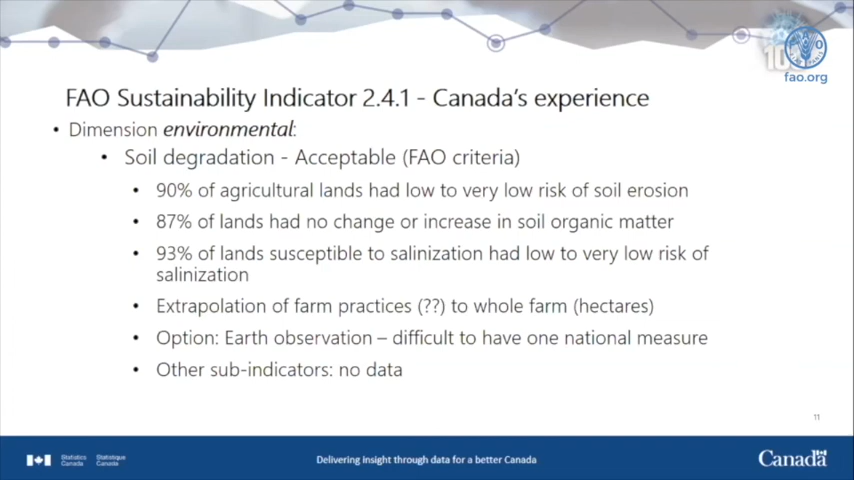 fao.org
FAO Sustainability Indicator 2.4.1 - Canada's experience
• Dimension environmental:
• Soil degradation - Acceptable (FAO criteria)
• 90% of agricultural lands had low to very low risk of soil erosion
• 87% of lands had no change or increase in soil organic matter
• 93% of lands susceptible to salinization had low to very low risk of
salinization
• Extrapolation of farm practices (??) to whole farm (hectares)
• Option: Earth observation – difficult to have one national measure
• Other sub-indicators: no data
11
Statistics Statistique
Canada Canada
Delivering insight through data for a better Canada
Canada